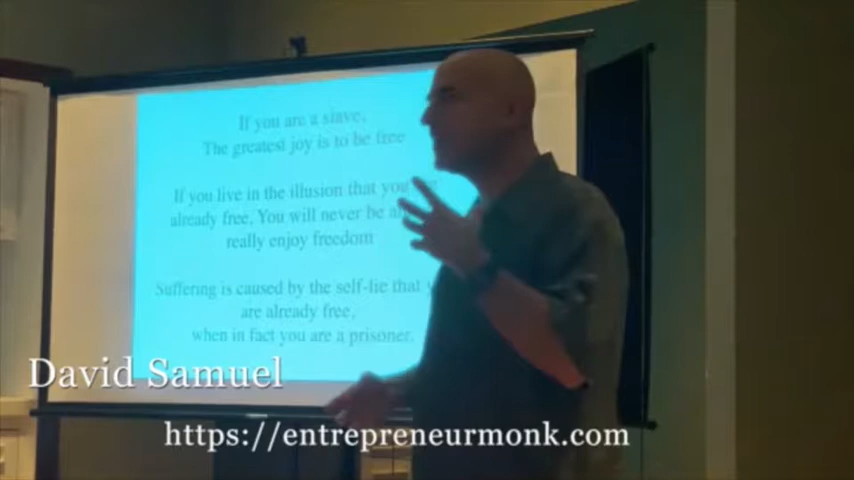 If you are a slave,
The greatest joy is to be free
If you live in the illusion that you
already free, You will never be
really enjoy freedom
Suffering is caused by the self-lie that
are already free,
when in fact you are a prisoner.
David Samuel
https://entrepreneurmonk.com